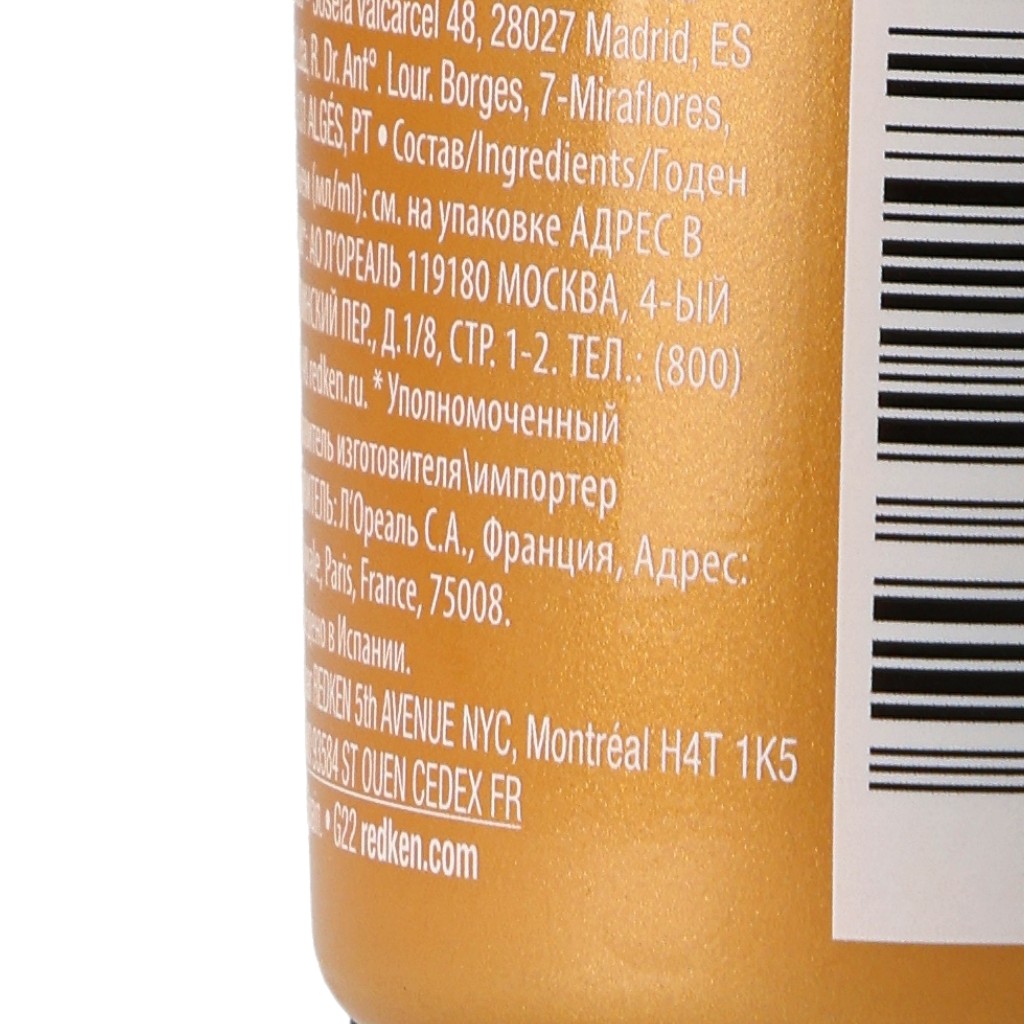 Josefa Valcárcel 48, 28027 Madrid, ES
R. Dr. Antº. Lour. Borges, 7-Miraflores,
ALGÉS, PT • Состав/Ingredients/Годен
(мл/ml): см. на упаковке АДРЕС В
АО Л'ОРЕАЛЬ 119180 МОСКВА, 4-ЫЙ
ПЕР., Д.1/8, СТР. 1-2. ТЕЛ.: (800)
redken.ru. * Уполномоченный
изготовителя\импортер
Л'Ореаль С.А., Франция, Адрес:
Paris, France, 75008.
в Испании.
REDKEN 5th AVENUE NYC, Montréal H4T 1K5
93584 ST OUEN CEDEX FR
• G22 redken.com